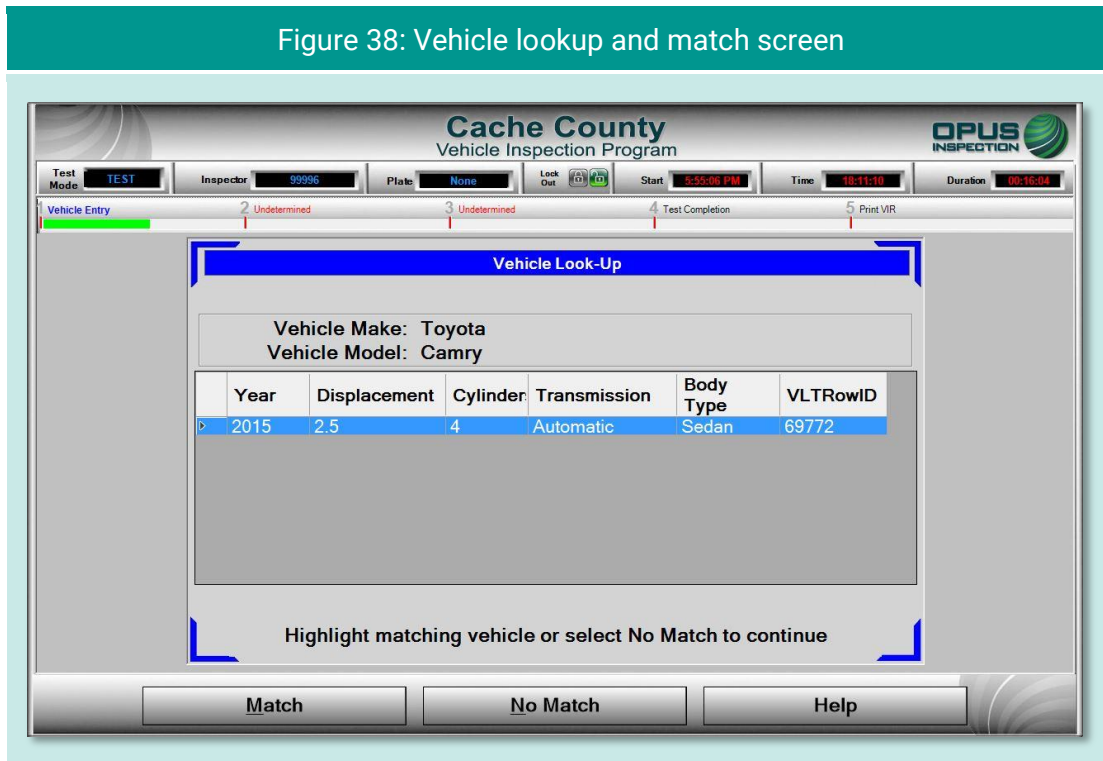 Figure 38: Vehicle lookup and match screen
Cache County
Vehicle Inspection Program
OPUS
INSPECTION
Test Mode TEST Inspector 99996 Plate None Lock Out Start 5:55:06 PM Time 18:11:10 Duration 00:16:04
1 Vehicle Entry 2 Undetermined 3 Undetermined 4 Test Completion 5 Print VIR
Vehicle Look-Up
Vehicle Make: Toyota
Vehicle Model: Camry
Year Displacement Cylinder Transmission Body Type VLTRowID
2015 2.5 4 Automatic Sedan 69772
Highlight matching vehicle or select No Match to continue
Match No Match Help